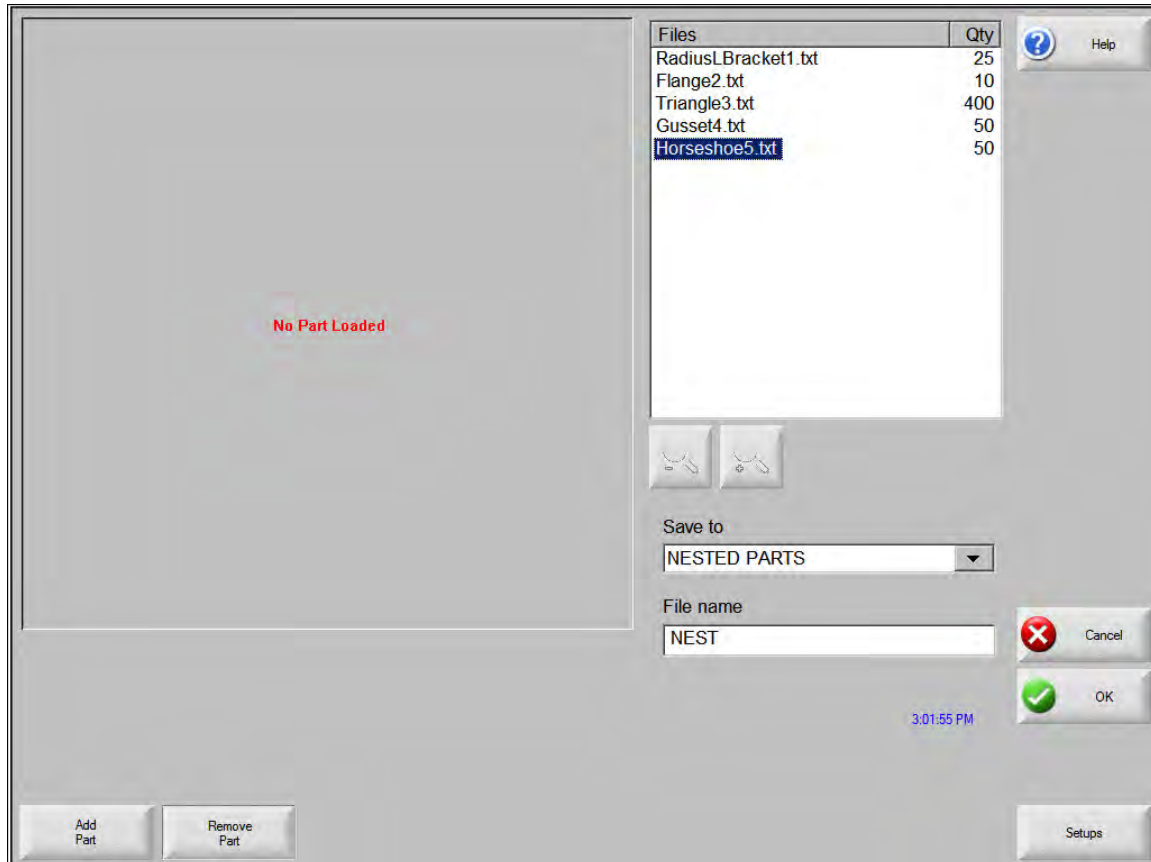 Files Qty
RadiusLBracket1.txt 25
Flange2.txt 10
Triangle3.txt 400
Gusset4.txt 50
Horseshoe5.txt 50
Help
No Part Loaded
Save to
NESTED PARTS
File name
NEST
Cancel
OK
3:01:55 PM
Add
Part
Remove
Part
Setups